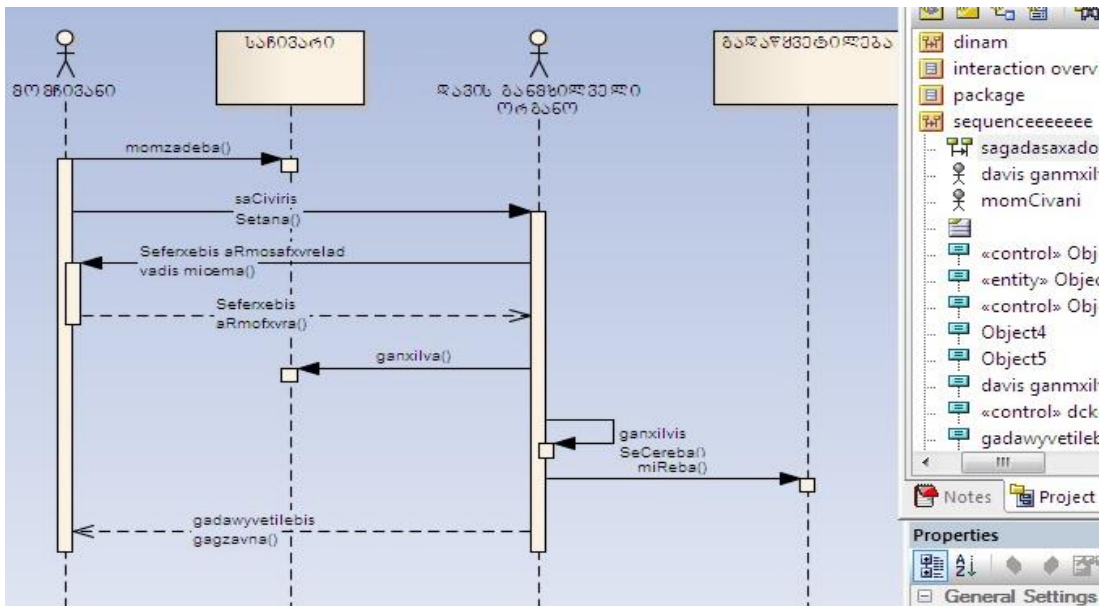 მომჩივანი
საჩივარი
დავის განმხილველი
ორგანო
გადაწყვეტილება
momzadeba()
saCiviris
Setana()
Seferxebis aRmosafxvrelad
vadis micema()
Seferxebis
aRmofxvra()
ganxilva()
ganxilvis
SeCereba()
miReba()
gadawyvetilebis
gagzavna()
dinam
interaction overv
package
sequenceeeeeee
sagadasaxado
davis ganmxil
momCivani
«control» Obj
«entity» Objec
«control» Obj
Object4
Object5
davis ganmxil
«control» dck
gadawyvetileb
Notes
Project
Properties
General Settings